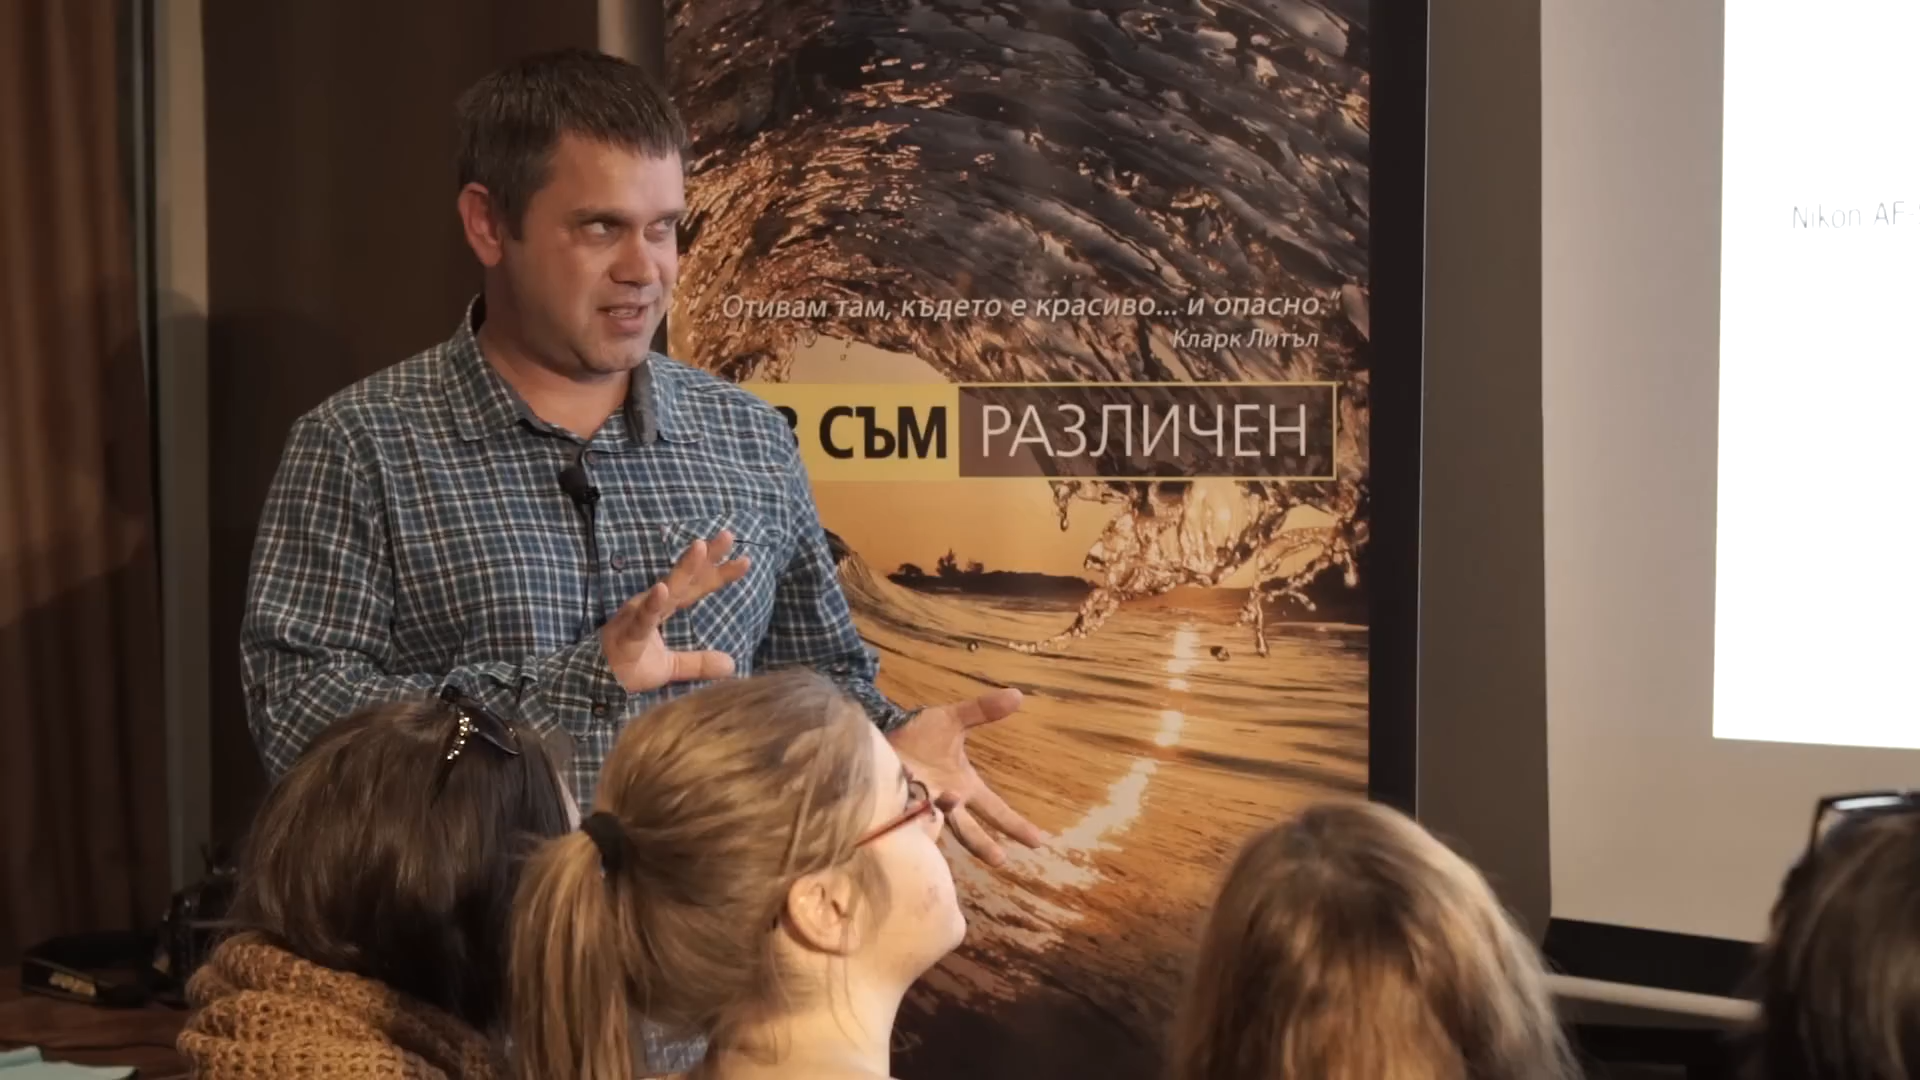 „Отивам там, където е красиво... и опасно.“
Кларк Литъл
СЪМ РАЗЛИЧЕН
Nikon AF